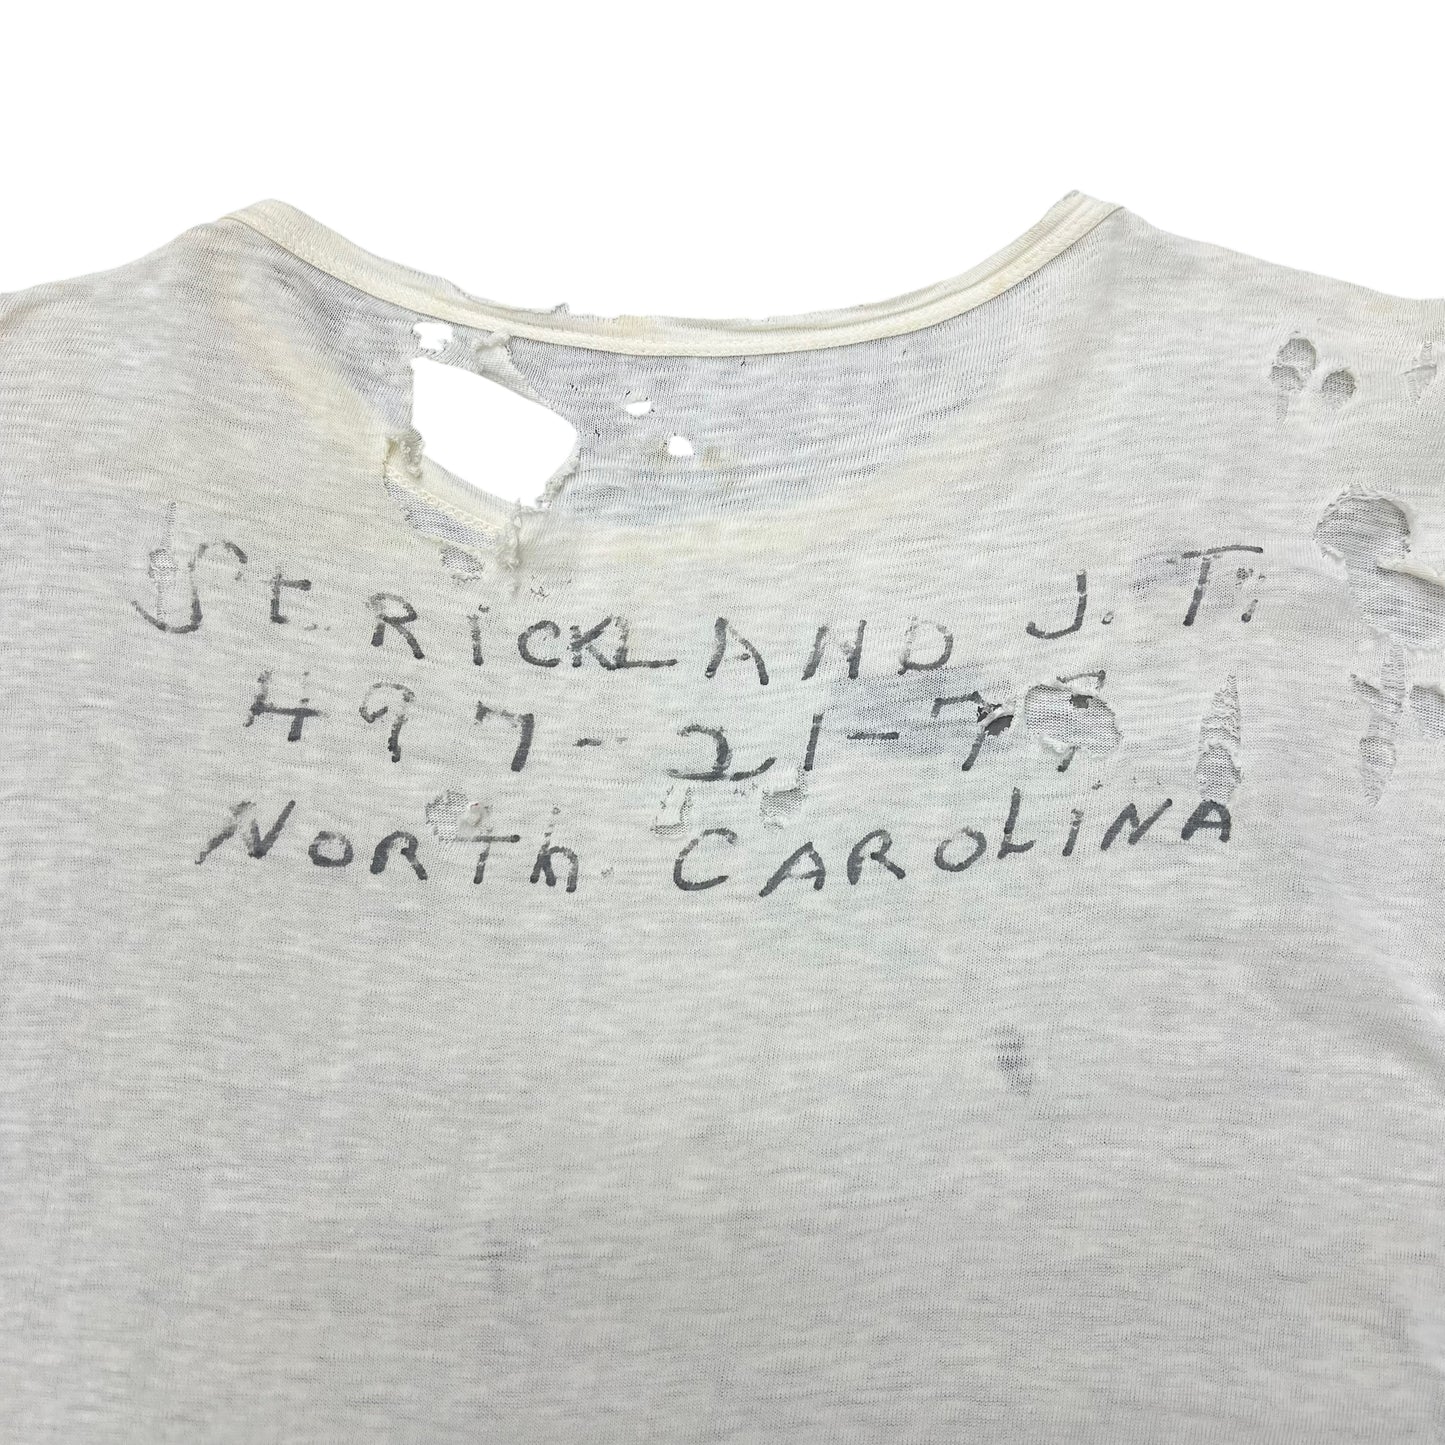 StRiCKLAND J. T.
497-21-79
NORTh. CAROLiNA